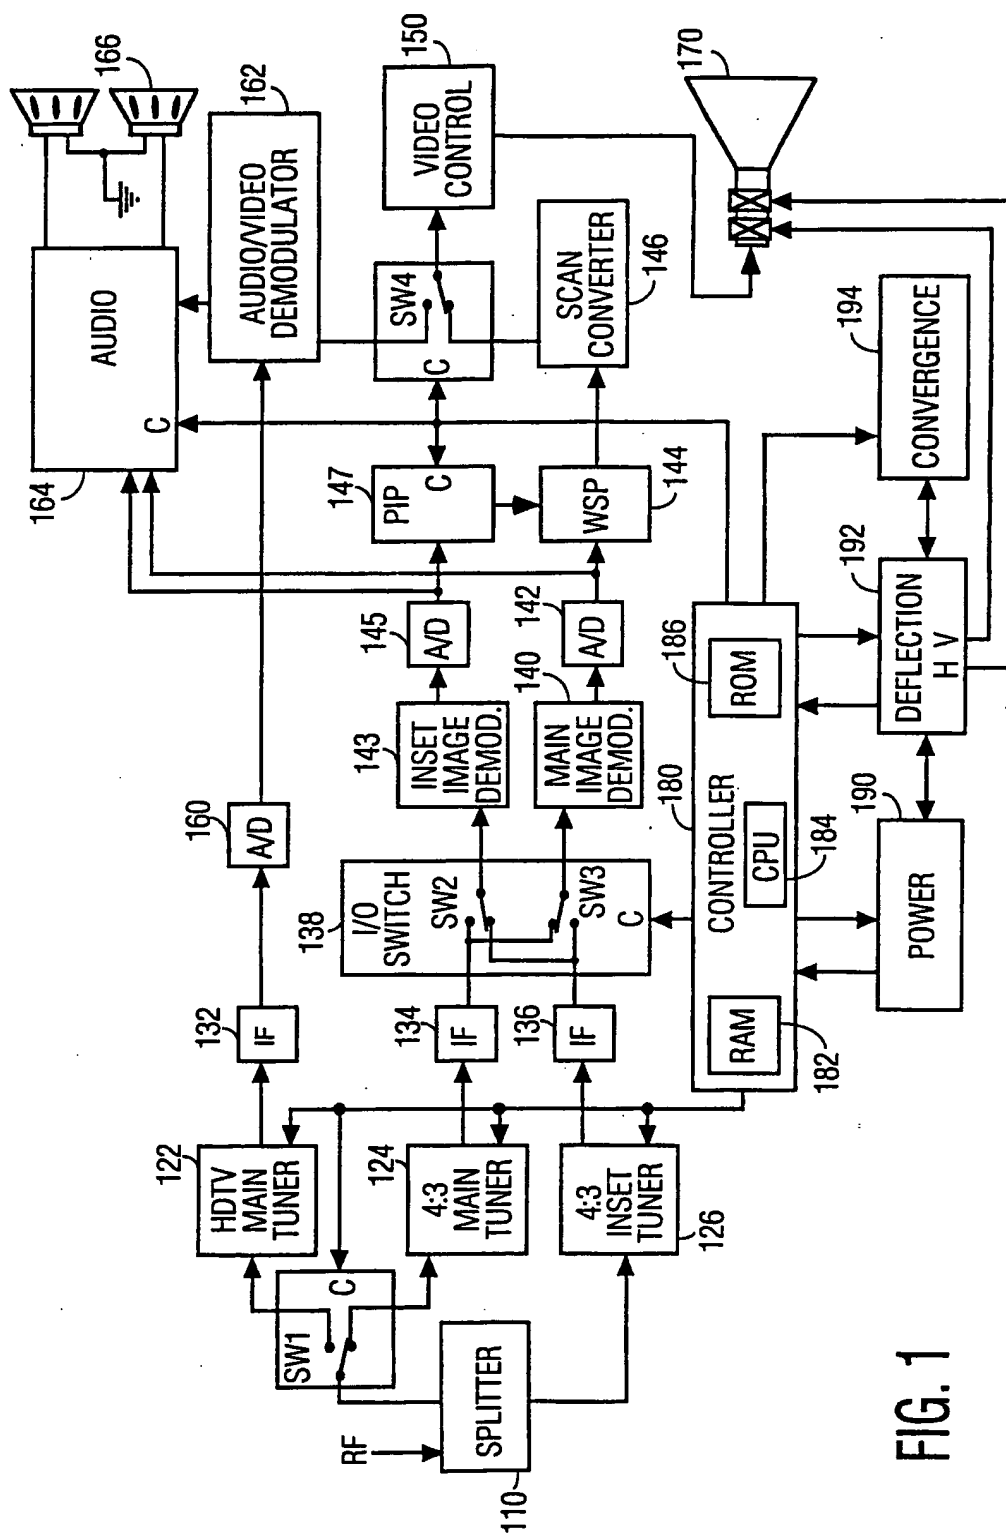 RF
SPLITTER
110
SW1
C
HDTV
MAIN
TUNER
122
4:3
MAIN
TUNER
124
4:3
INSET
TUNER
126
IF
132
IF
134
IF
136
A/D
160
138
I/O
SWITCH
SW2
SW3
C
143
INSET
IMAGE
DEMOD.
MAIN
IMAGE
DEMOD.
140
145
A/D
142
A/D
147
PIP
C
WSP
144
164
AUDIO
C
166
AUDIO/VIDEO
DEMODULATOR
162
SW4
C
SCAN
CONVERTER
146
VIDEO
CONTROL
150
170
180
CONTROLLER
RAM
182
CPU
184
ROM
186
POWER
190
DEFLECTION
H V
192
CONVERGENCE
194
FIG. 1